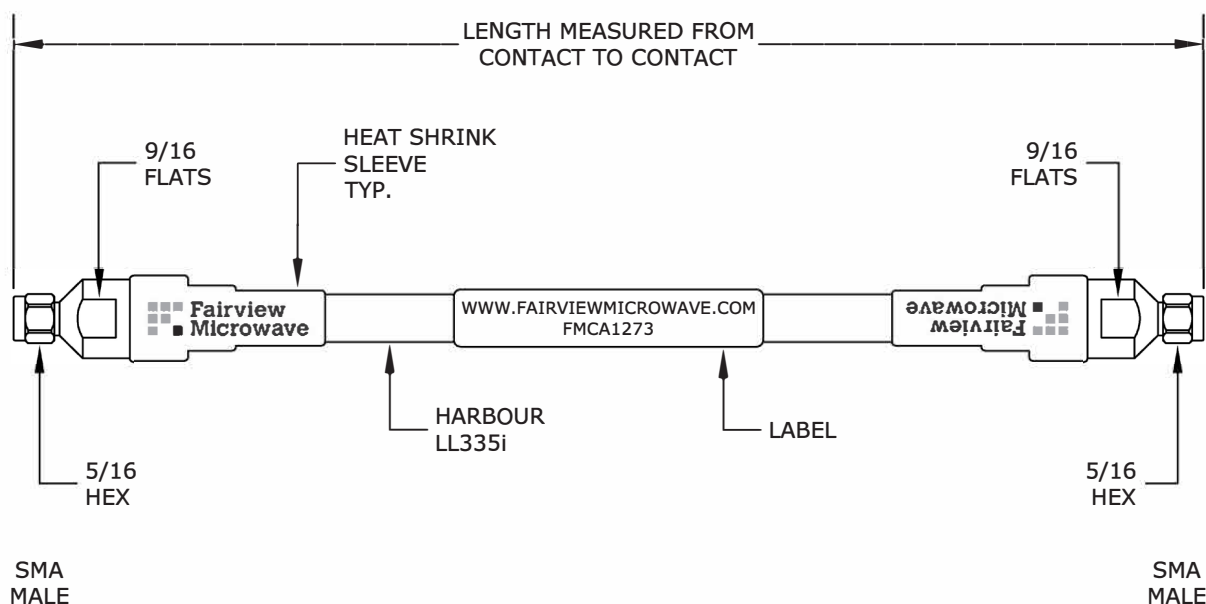 LENGTH MEASURED FROM
CONTACT TO CONTACT
9/16
FLATS
HEAT SHRINK
SLEEVE
TYP.
9/16
FLATS
Fairview
Microwave
WWW.FAIRVIEWMICROWAVE.COM
FMCA1273
Fairview
Microwave
HARBOUR
LL335i
LABEL
5/16
HEX
5/16
HEX
SMA
MALE
SMA
MALE